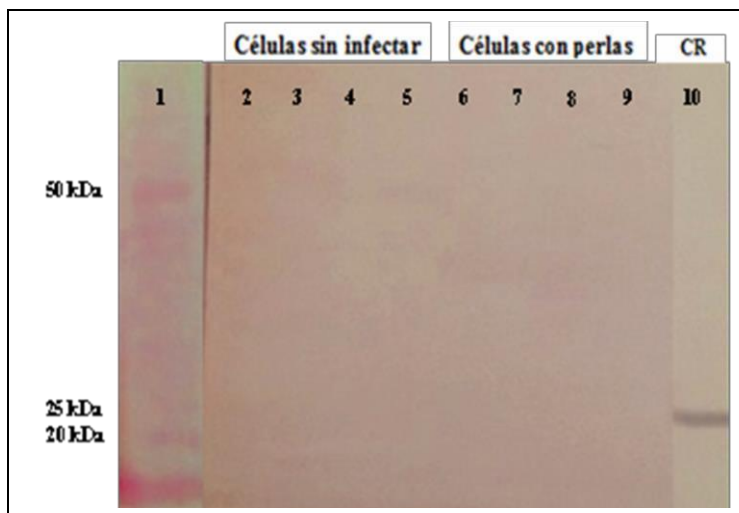 Células sin infectar Células con perlas CR
1 2 3 4 5 6 7 8 9 10
50 kDa
25 kDa
20 kDa